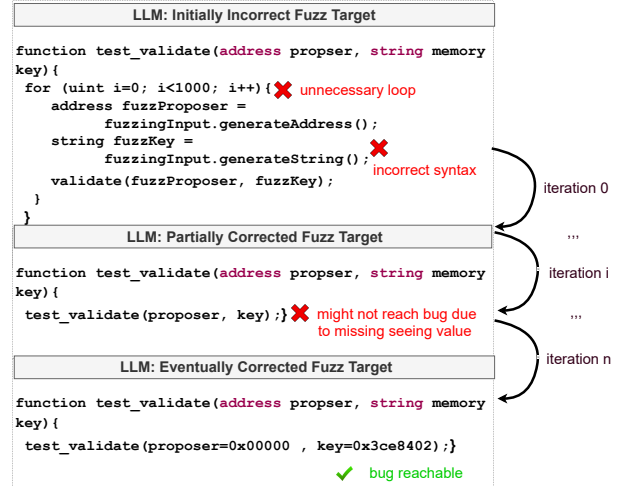 LLM: Initially Incorrect Fuzz Target
function test_validate(address propser, string memory
key){
for (uint i=0; i<1000; i++){ unnecessary loop
address fuzzProposer =
fuzzingInput.generateAddress();
string fuzzKey =
fuzzingInput.generateString();
incorrect syntax
validate(fuzzProposer, fuzzKey);
}
}
iteration 0
LLM: Partially Corrected Fuzz Target
,,,
function test_validate(address propser, string memory
key){
iteration i
test_validate(proposer, key);} might not reach bug due
to missing seeing value
,,,
iteration n
LLM: Eventually Corrected Fuzz Target
function test_validate(address propser, string memory
key){
test_validate(proposer=0x00000 , key=0x3ce8402);}
bug reachable